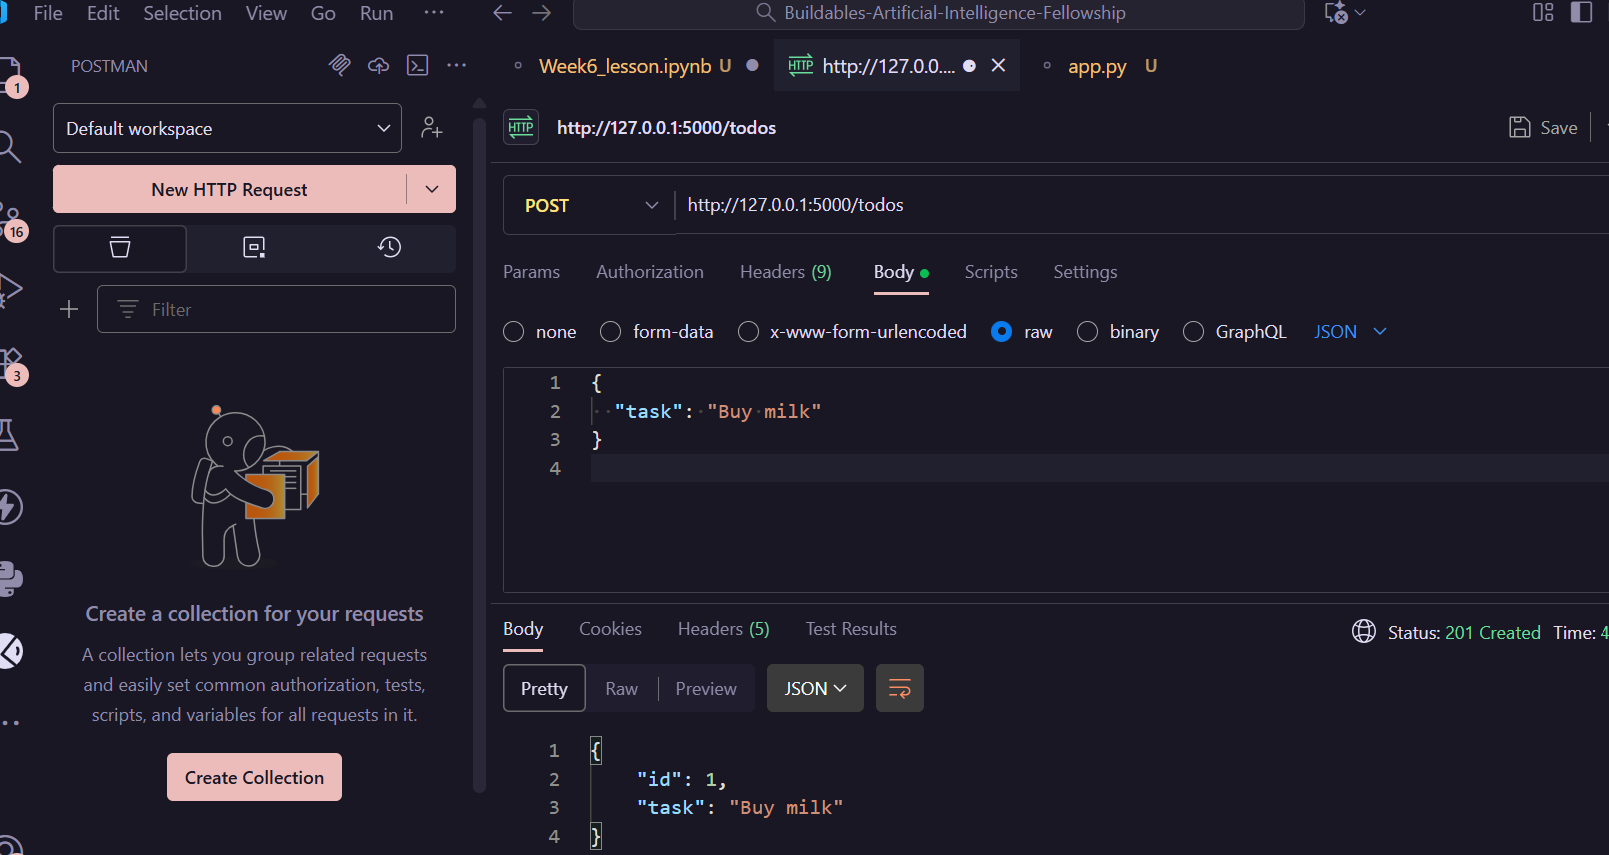 File Edit Selection View Go Run ···
Buildables-Artificial-Intelligence-Fellowship
POSTMAN
Week6_lesson.ipynb U
http://127.0.0....
app.py U
1
Default workspace
HTTP http://127.0.0.1:5000/todos
Save
New HTTP Request
POST http://127.0.0.1:5000/todos
16
Params Authorization Headers (9) Body Scripts Settings
Filter
none form-data x-www-form-urlencoded raw binary GraphQL JSON
3
1 {
2 "task": "Buy milk"
3 }
4
Create a collection for your requests
A collection lets you group related requests
and easily set common authorization, tests,
scripts, and variables for all requests in it.
Create Collection
Body Cookies Headers (5) Test Results
Status: 201 Created Time: 4
Pretty Raw Preview JSON
1 {
2 "id": 1,
3 "task": "Buy milk"
4 }